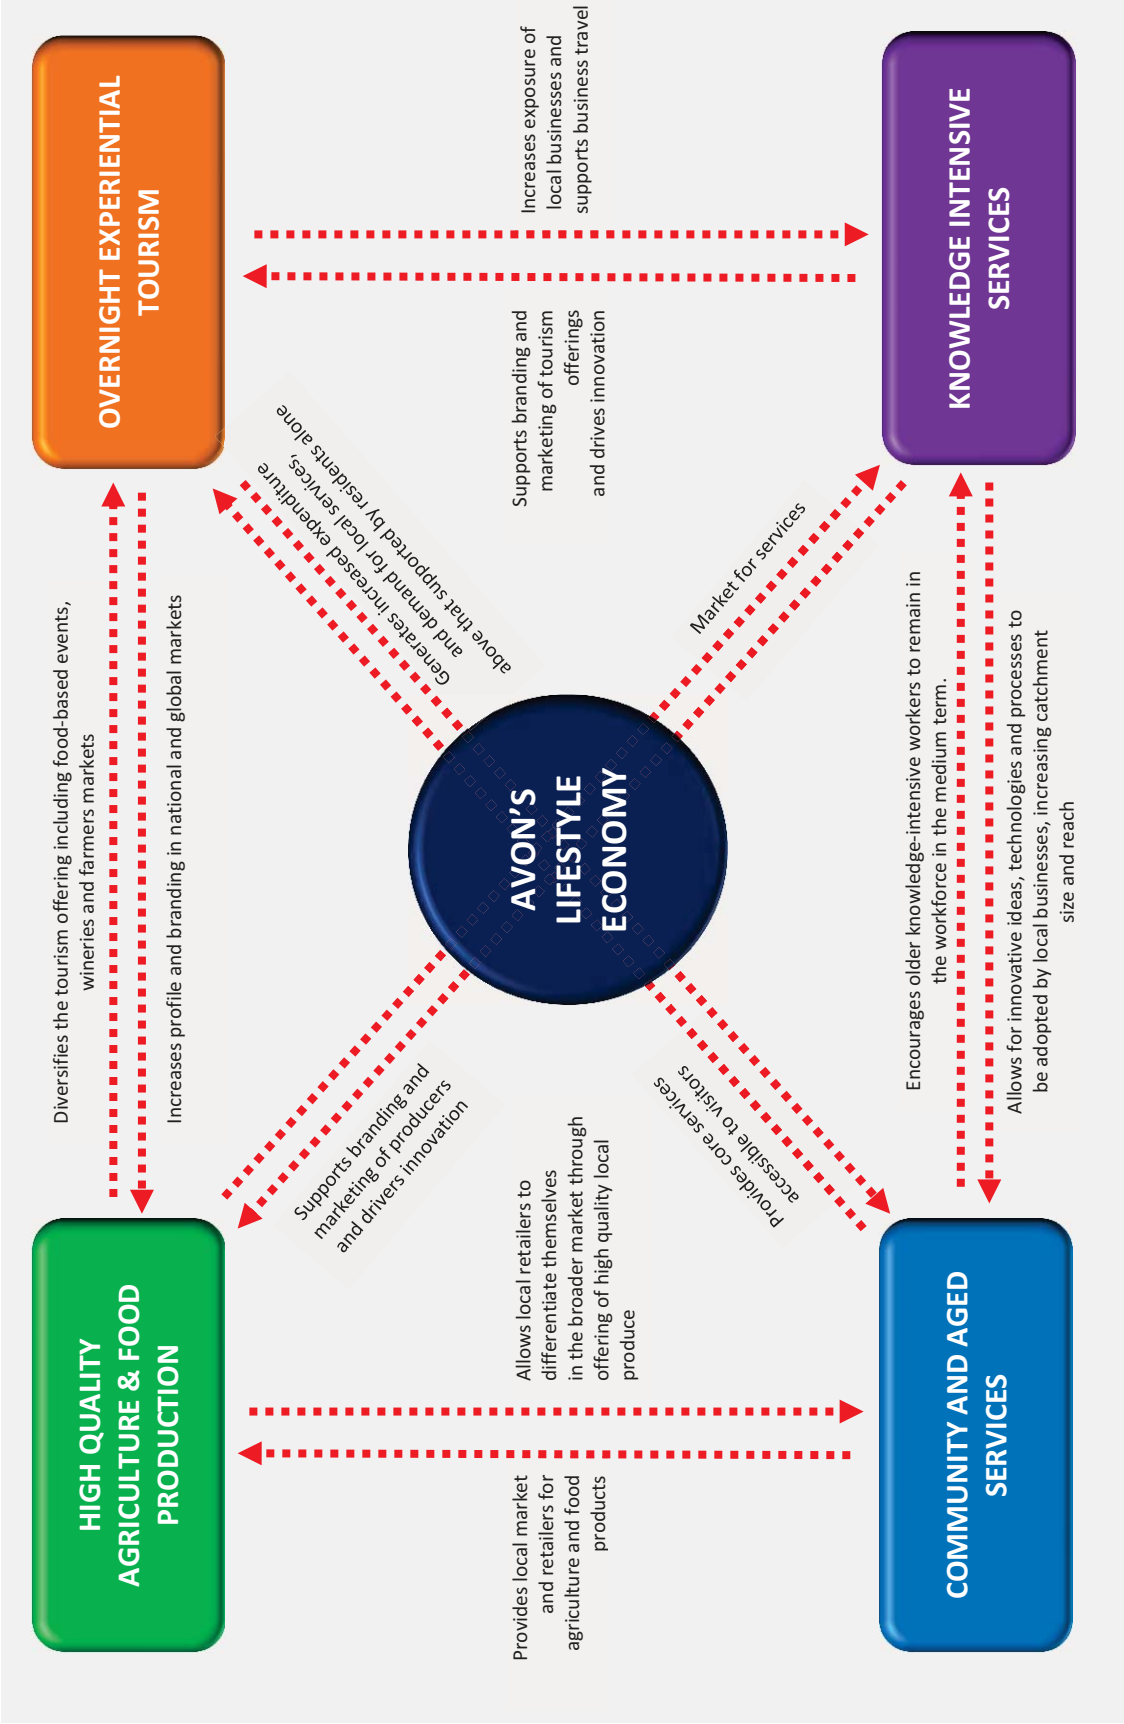 HIGH QUALITY
AGRICULTURE & FOOD
PRODUCTION
Diversifies the tourism offering including food-based events,
wineries and farmers markets
Increases profile and branding in national and global markets
OVERNIGHT EXPERIENTIAL
TOURISM
Supports branding and
marketing of producers
and drivers innovation
Generates increased expenditure
and demand for local services,
above that supported by residents alone
Provides local market
and retailers for
agriculture and food
products
Allows local retailers to
differentiate themselves
in the broader market through
offering of high quality local
produce
AVON'S
LIFESTYLE
ECONOMY
Supports branding and
marketing of tourism
offerings
and drives innovation
Increases exposure of
local businesses and
supports business travel
Provides core services
accessible to visitors
Market for services
COMMUNITY AND AGED
SERVICES
Encourages older knowledge-intensive workers to remain in
the workforce in the medium term.
Allows for innovative ideas, technologies and processes to
be adopted by local businesses, increasing catchment
size and reach
KNOWLEDGE INTENSIVE
SERVICES